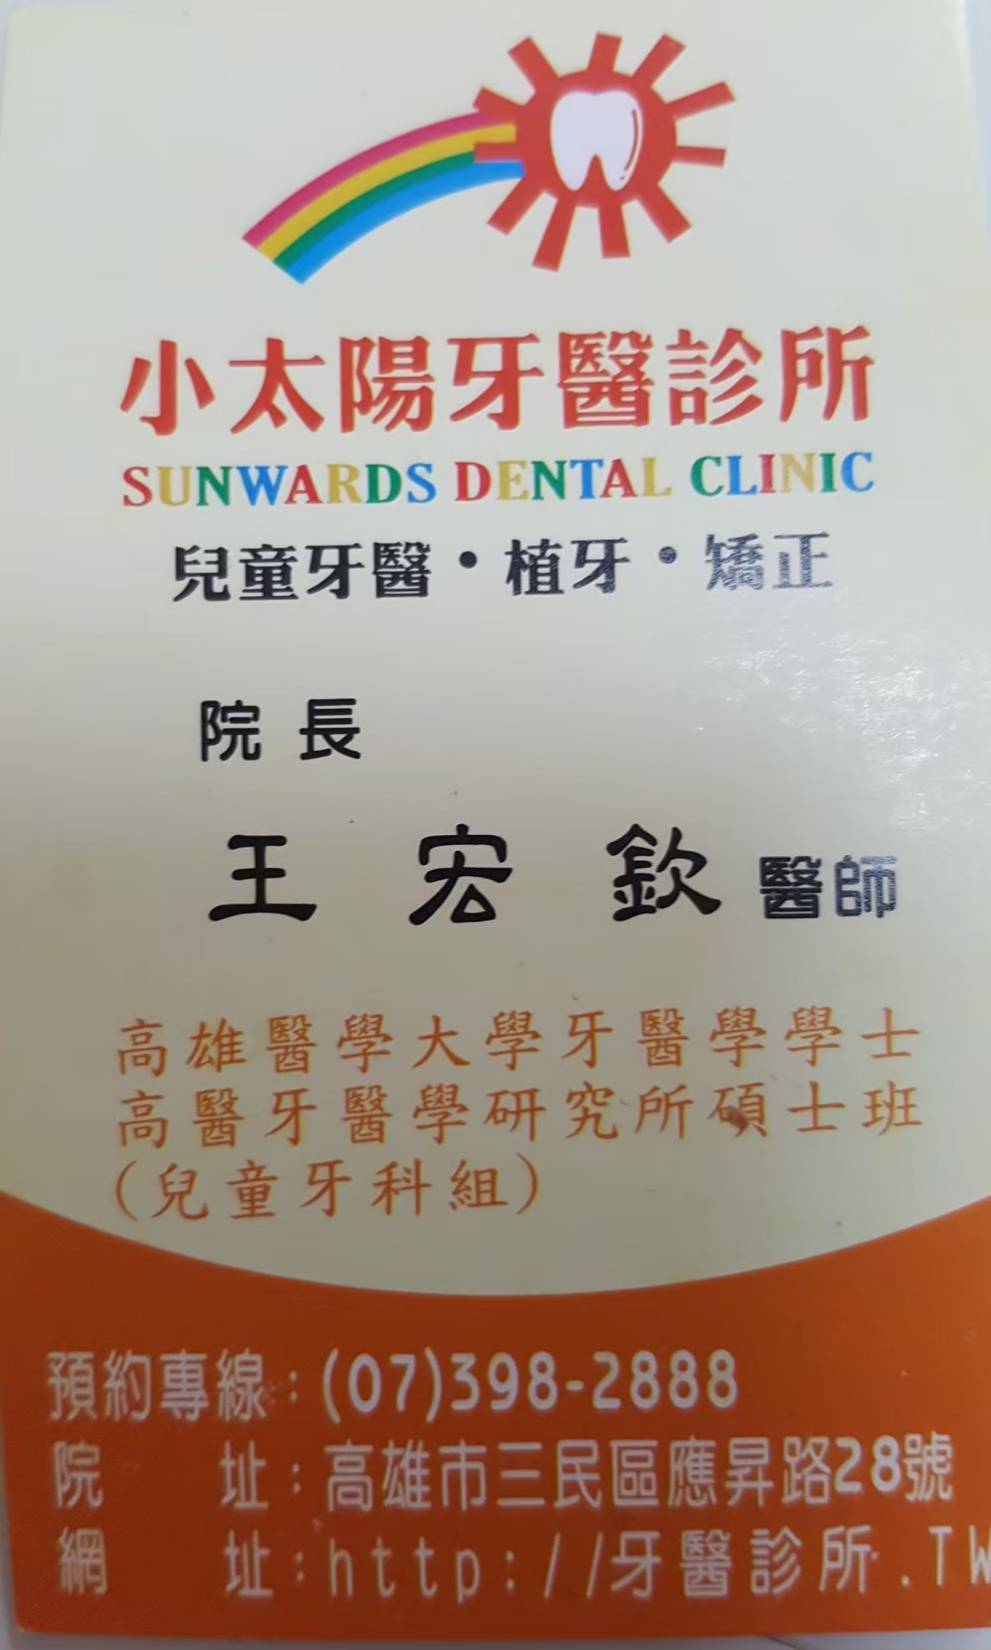 小太陽牙醫診所
SUNWARDS DENTAL CLINIC
兒童牙醫・植牙・矯正
院長
王宏欽醫師
高雄醫學大學牙醫學學士
高醫牙醫學研究所碩士班
(兒童牙科組)
預約專線:(07)398-2888
院址:高雄市三民區應昇路28號
網址:http://牙醫診所.TW